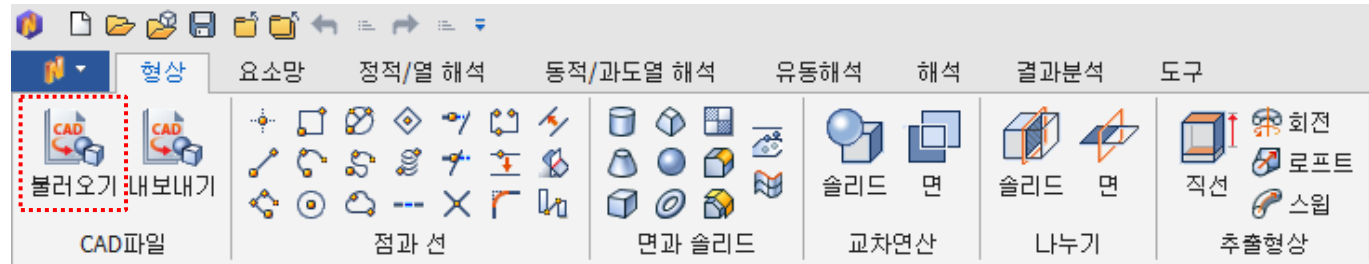 형상 요소망 정적/열 해석 동적/과도열 해석 유동해석 해석 결과분석 도구
CAD CAD
회전
로프트
불러오기 내보내기 솔리드 면 솔리드 면 직선
스윕
CAD파일 점과 선 면과 솔리드 교차연산 나누기 추출형상